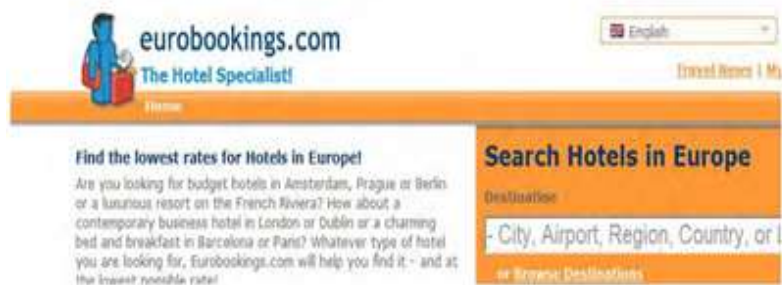 eurobookings.com
English
The Hotel Specialist!
Travel News | My
Home
Find the lowest rates for Hotels in Europe!
Are you looking for budget hotels in Amsterdam, Prague or Berlin
or a luxurious resort on the French Riviera? How about a
contemporary business hotel in London or Dublin or a charming
bed and breakfast in Barcelona or Paris? Whatever type of hotel
you are looking for, Eurobookings.com will help you find it - and at
the lowest possible rate!
Search Hotels in Europe
Destination
- City, Airport, Region, Country, or L
or Browse Destinations